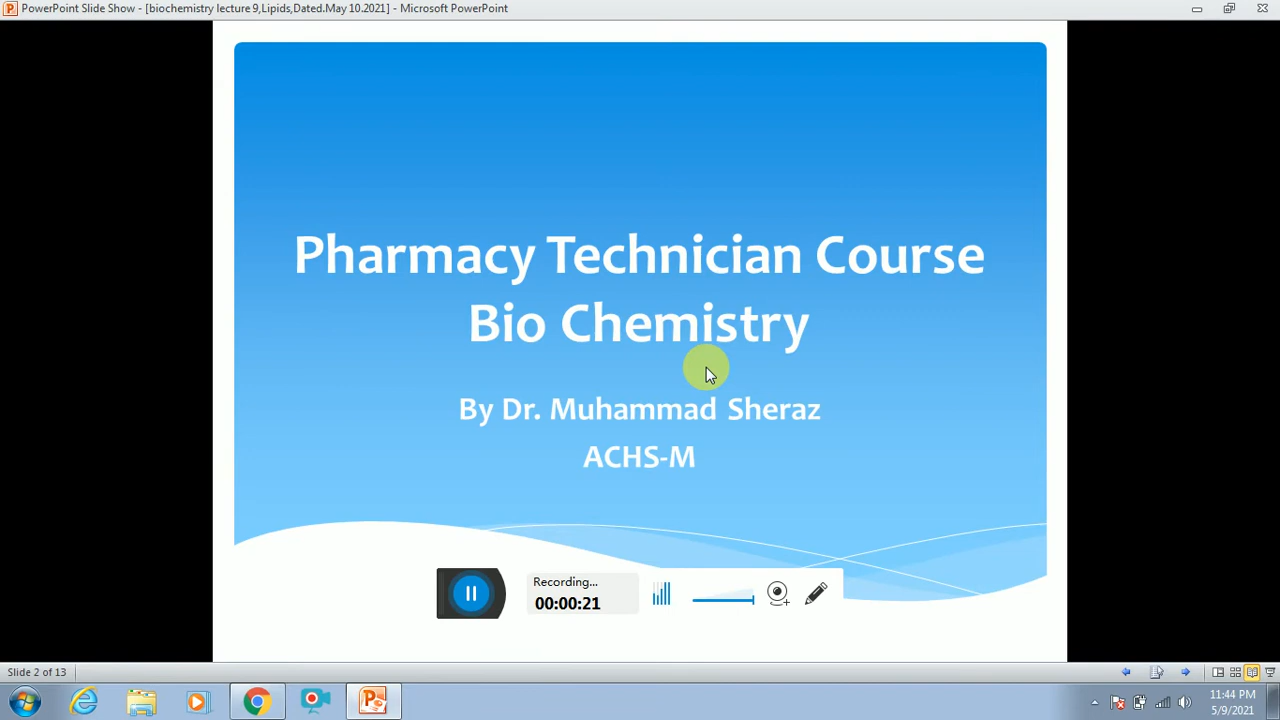 PowerPoint Slide Show - [biochemistry lecture 9,Lipids,Dated.May 10.2021] - Microsoft PowerPoint
Pharmacy Technician Course
Bio Chemistry
By Dr. Muhammad Sheraz
ACHS-M
Recording...
00:00:21
Slide 2 of 13
11:44 PM
5/9/2021